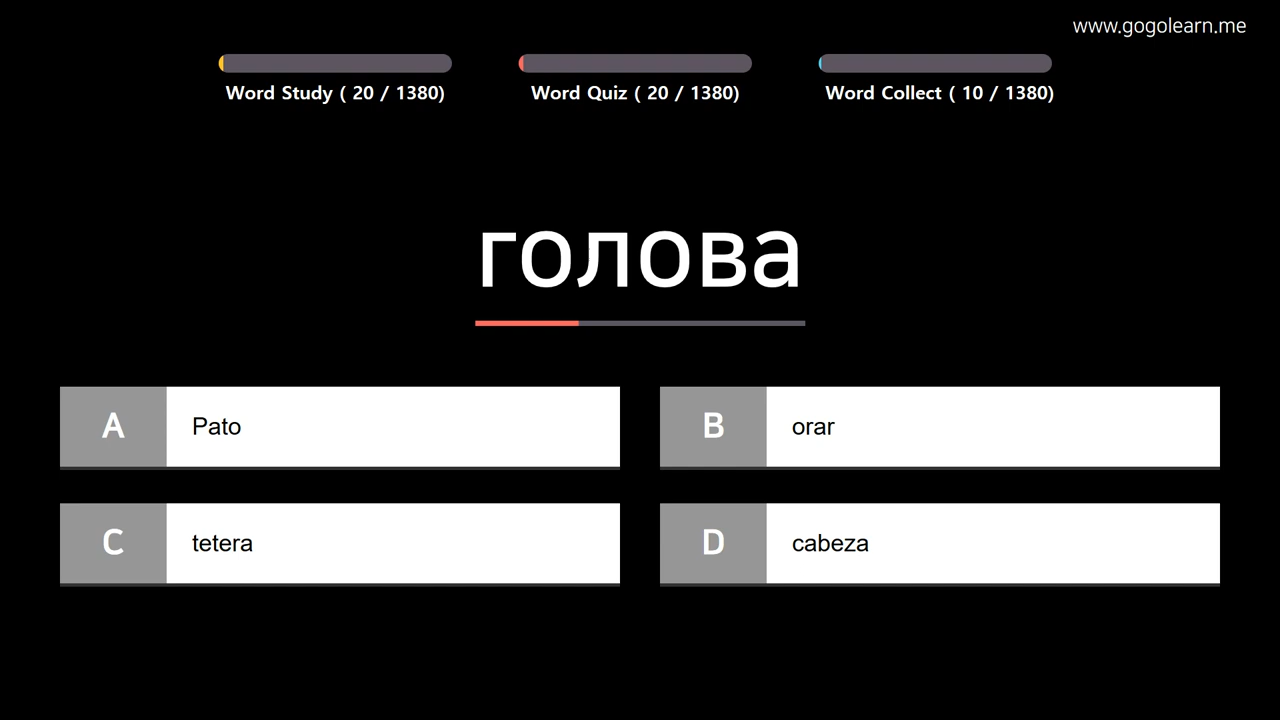 www.gogolearn.me
Word Study ( 20 / 1380)
Word Quiz ( 20 / 1380)
Word Collect ( 10 / 1380)
голова
A Pato
B orar
C tetera
D cabeza